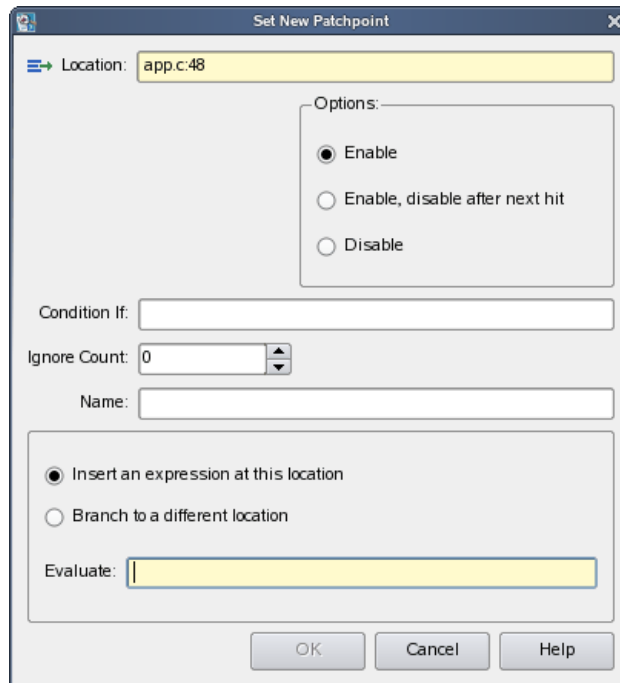 Set New Patchpoint
Location: app.c:48
Options:
Enable
Enable, disable after next hit
Disable
Condition If:
Ignore Count: 0
Name:
Insert an expression at this location
Branch to a different location
Evaluate:
OK Cancel Help